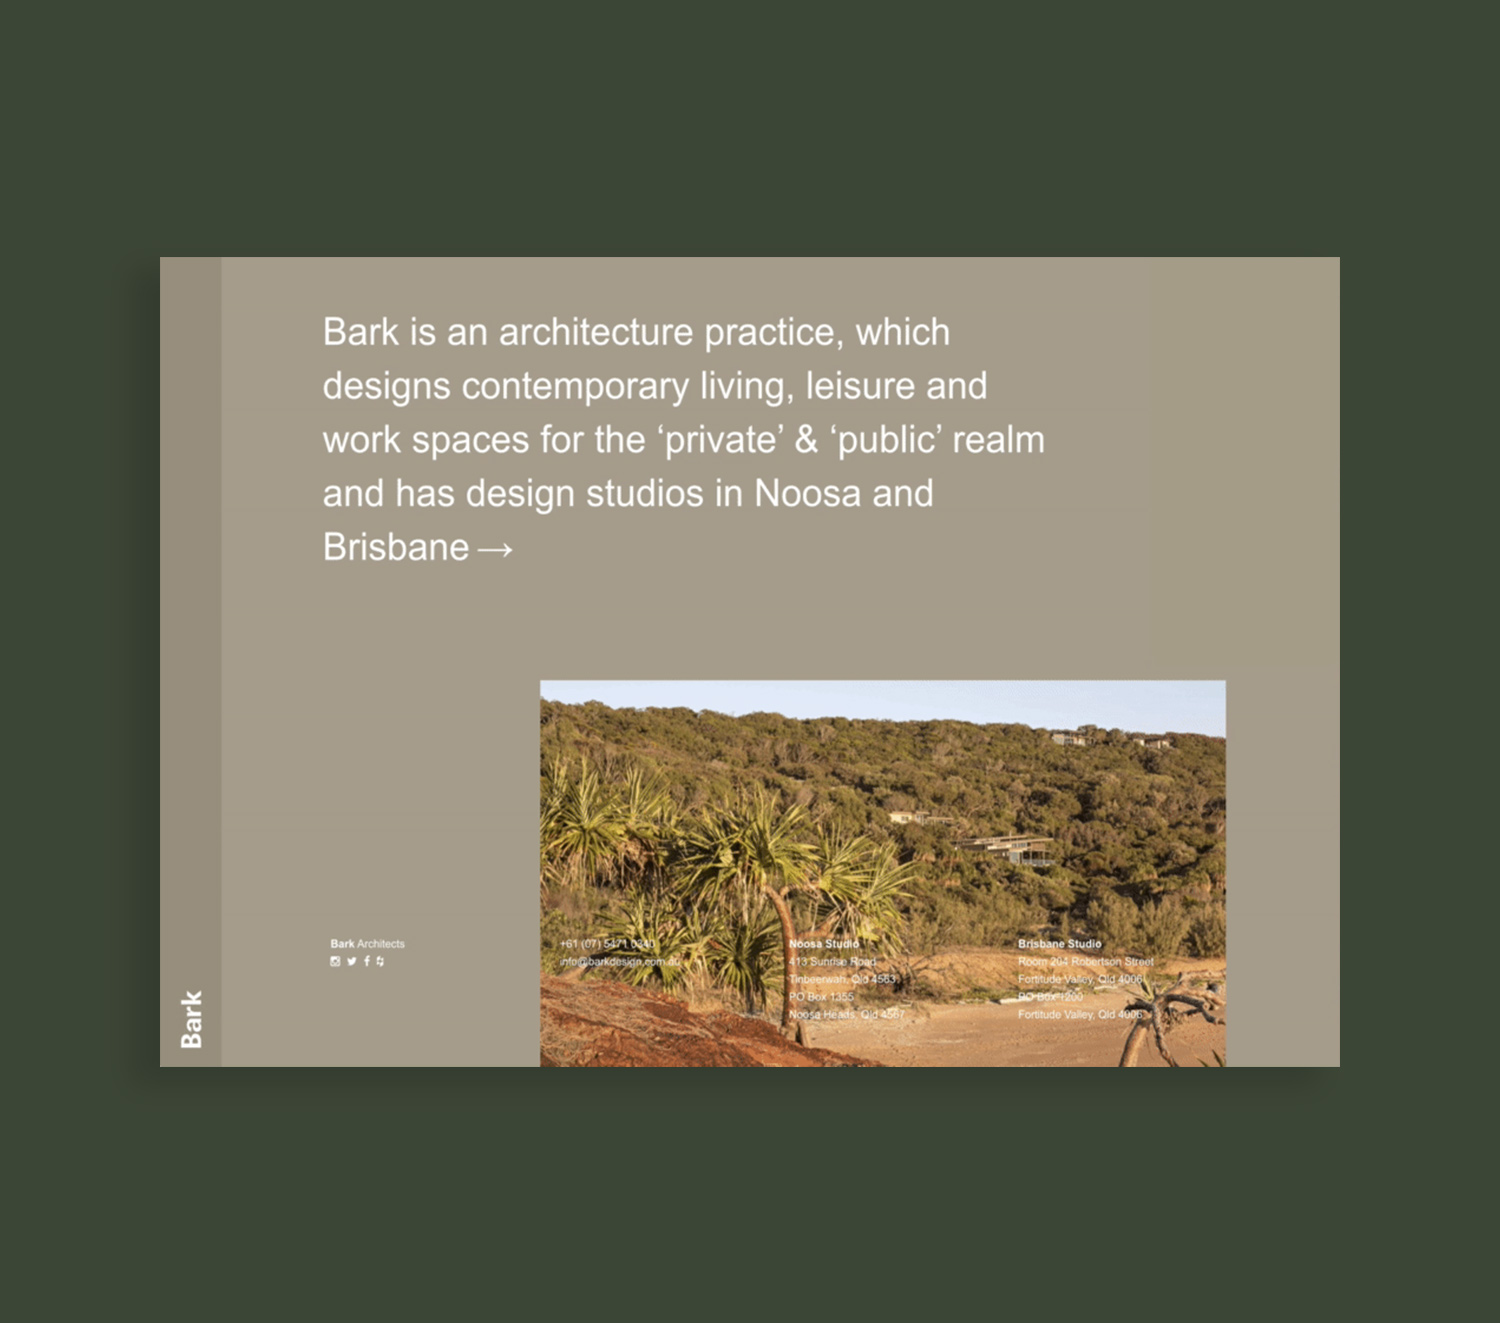 Bark is an architecture practice, which
designs contemporary living, leisure and
work spaces for the ‘private’ & ‘public’ realm
and has design studios in Noosa and
Brisbane →
Bark Architects
+61 (07) 5471 0340
info@barkdesign.com.au
Noosa Studio
413 Sunrise Road
Tinbeerwah, Qld 4563
PO Box 1355
Noosa Heads, Qld 4567
Brisbane Studio
Room 204 Robertson Street
Fortitude Valley, Qld 4006
PO Box 1200
Fortitude Valley, Qld 4006
Bark